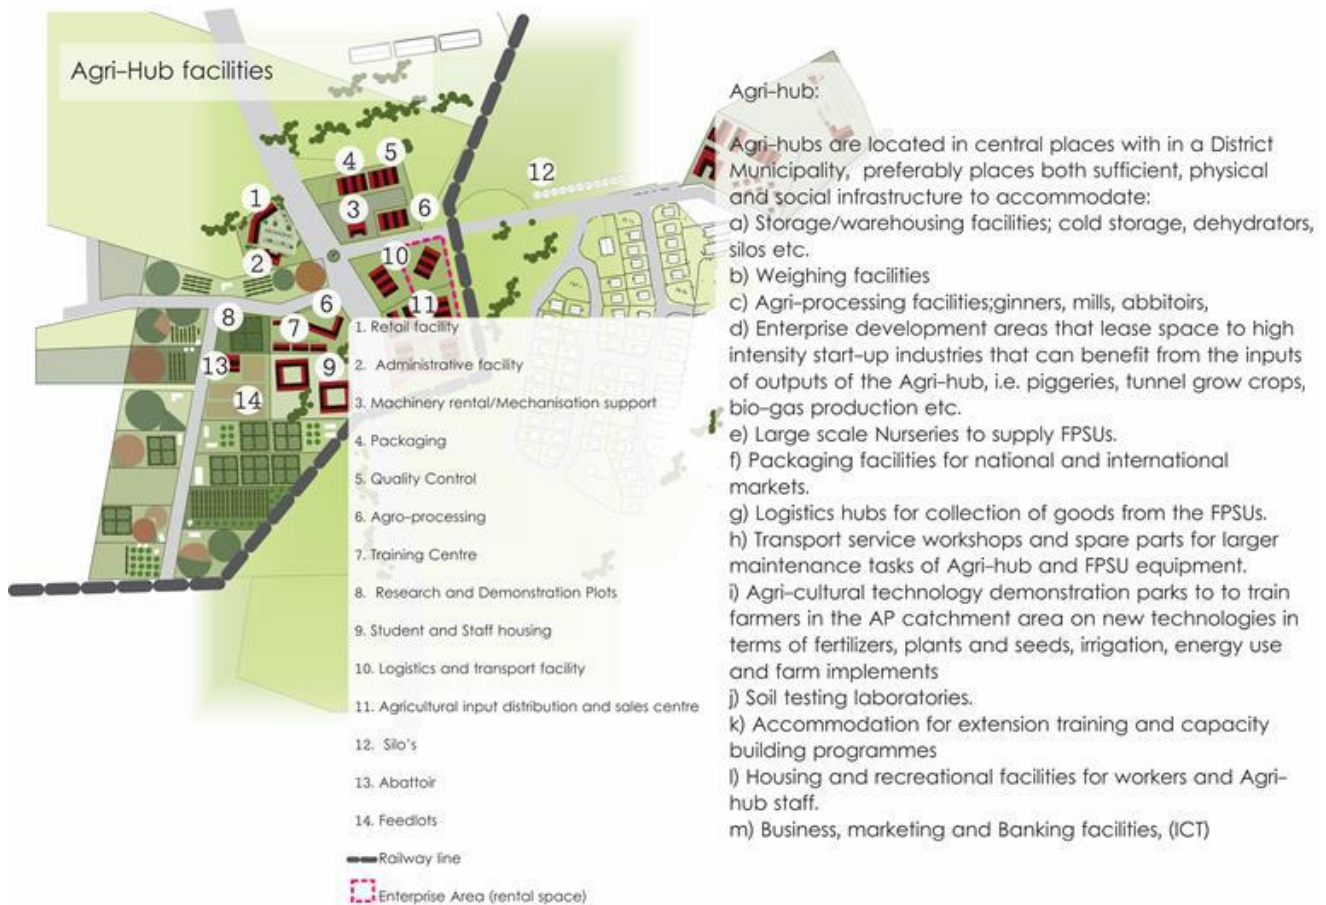 Agri-Hub facilities
1
2
3
4
5
6
12
10
11
6
8
7
13
9
14
1. Retail facility
2. Administrative facility
3. Machinery rental/Mechanisation support
4. Packaging
5. Quality Control
6. Agro-processing
7. Training Centre
8. Research and Demonstration Plots
9. Student and Staff housing
10. Logistics and transport facility
11. Agricultural input distribution and sales centre
12. Silo's
13. Abattoir
14. Feedlots
Railway line
Enterprise Area (rental space)
Agri-hub:
Agri-hubs are located in central places with in a District
Municipality, preferably places both sufficient, physical
and social infrastructure to accommodate:
a) Storage/warehousing facilities; cold storage, dehydrators,
silos etc.
b) Weighing facilities
c) Agri-processing facilities;ginners, mills, abbitoirs,
d) Enterprise development areas that lease space to high
intensity start-up industries that can benefit from the inputs
of outputs of the Agri-hub, i.e. piggeries, tunnel grow crops,
bio-gas production etc.
e) Large scale Nurseries to supply FPSUs.
f) Packaging facilities for national and international
markets.
g) Logistics hubs for collection of goods from the FPSUs.
h) Transport service workshops and spare parts for larger
maintenance tasks of Agri-hub and FPSU equipment.
i) Agri-cultural technology demonstration parks to to train
farmers in the AP catchment area on new technologies in
terms of fertilizers, plants and seeds, irrigation, energy use
and farm implements
j) Soil testing laboratories.
k) Accommodation for extension training and capacity
building programmes
l) Housing and recreational facilities for workers and Agri-
hub staff.
m) Business, marketing and Banking facilities, (ICT)